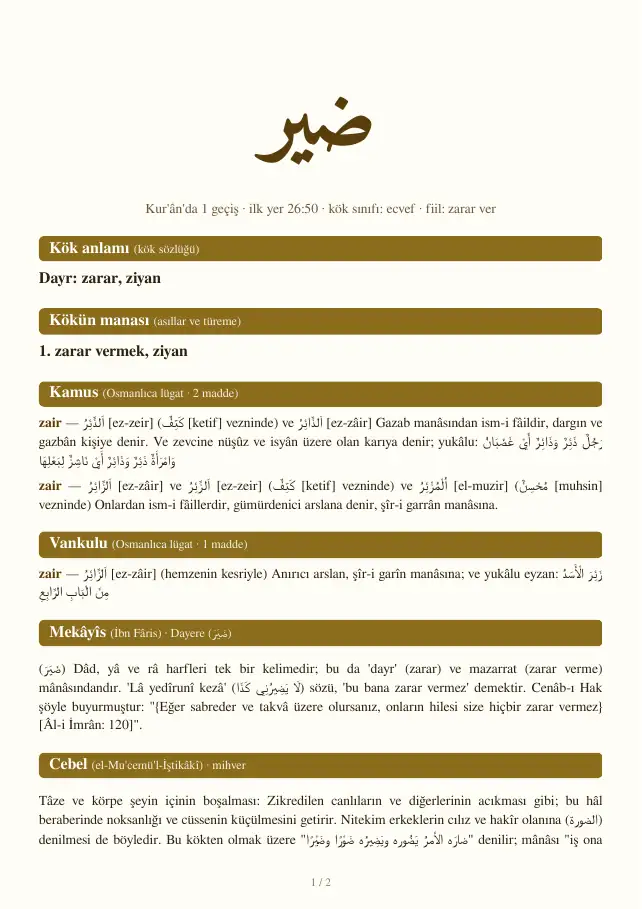 ضير
Kur'ân'da 1 geçiş · ilk yer 26:50 · kök sınıfı: ecvef · fiil: zarar ver
Kök anlamı (kök sözlüğü)
Dayr: zarar, ziyan
Kökün manası (asıllar ve türeme)
1. zarar vermek, ziyan
Kamus (Osmanlıca lügat · 2 madde)
zair — اَلذَّئِرُ [ez-zeir] (كَتِفٌ [ketif] vezninde) ve اَلذَّائِرُ [ez-zâir] Gazab manâsından ism-i fâildir, dargın ve
gazbân kişiye denir. Ve zevcine nüşûz ve isyân üzere olan karıya denir; yukâlu: رَجُلٌ ذَئِرٌ وَذَائِرٌ أَيْ غَضْبَانُ
وَامْرَأَةٌ ذَئِرٌ وَذَائِرٌ أَيْ نَاشِزٌ لِبَعْلِهَا
zair — اَلزَّائِرُ [ez-zâir] ve اَلزَّئِرُ [ez-zeir] (كَتِفٌ [ketif] vezninde) ve اَلْمُزْئِرُ [el-muzir] (مُحْسِنٌ [muhsin]
vezninde) Onlardan ism-i fâillerdir, gümürdenici arslana denir, şîr-i garrân manâsına.
Vankulu (Osmanlıca lügat · 1 madde)
zair — اَلزَّائِرُ [ez-zâir] (hemzenin kesriyle) Anırıcı arslan, şîr-i garîn manâsına; ve yukâlu eyzan: زَئِرَ الْأَسَدُ
مِنَ الْبَابِ الرَّابِعِ
Mekâyîs (İbn Fâris) · Dayere (ضَيَرَ)
(ضَيَرَ) Dâd, yâ ve râ harfleri tek bir kelimedir; bu da 'dayr' (zarar) ve mazarrat (zarar verme)
mânâsındandır. 'Lâ yedîrunî kezâ' (لَا يَضِيرُنِي كَذَا) sözü, 'bu bana zarar vermez' demektir. Cenâb-ı Hak
şöyle buyurmuştur: "{Eğer sabreder ve takvâ üzere olursanız, onların hilesi size hiçbir zarar vermez}
[Âl-i İmrân: 120]".
Cebel (el-Mu'cemü'l-İştikâkî) · mihver
Tâze ve körpe şeyin içinin boşalması: Zikredilen canlıların ve diğerlerinin acıkması gibi; bu hâl
beraberinde noksanlığı ve cüssenin küçülmesini getirir. Nitekim erkeklerin cılız ve hakîr olanına (الضورة)
denilmesi de böyledir. Bu kökten olmak üzere "ضاره الأمرُ يَضُوره ويَضِيرُه ضَوْرًا وضَيْرًا" denilir; mânâsı "iş ona
1 / 2